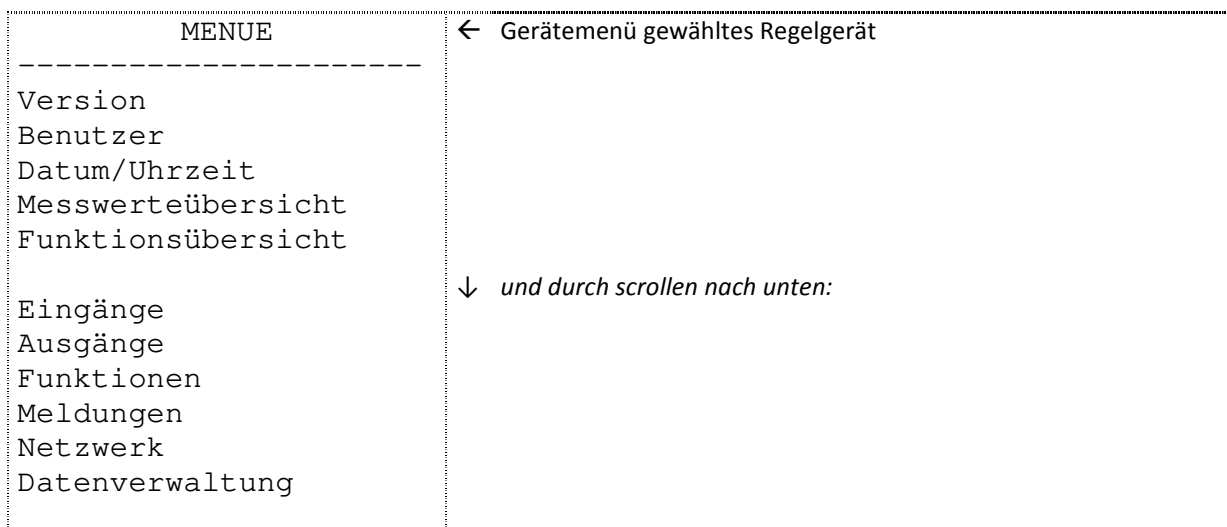 MENUE
← Gerätemenü gewähltes Regelgerät
----------------------
Version
Benutzer
Datum/Uhrzeit
Messwerteübersicht
Funktionsübersicht
↓ und durch scrollen nach unten:
Eingänge
Ausgänge
Funktionen
Meldungen
Netzwerk
Datenverwaltung